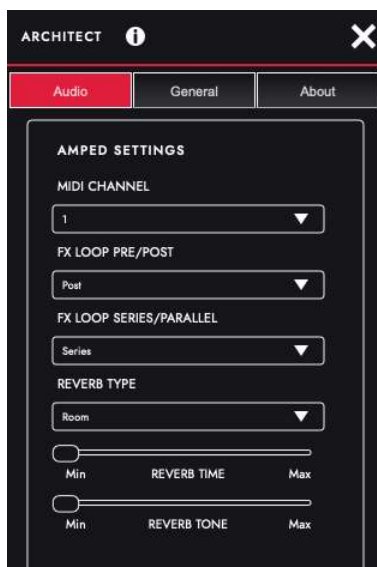 ARCHITECT i
Audio General About
AMPED SETTINGS
MIDI CHANNEL
1
FX LOOP PRE/POST
Post
FX LOOP SERIES/PARALLEL
Series
REVERB TYPE
Room
Min REVERB TIME Max
Min REVERB TONE Max